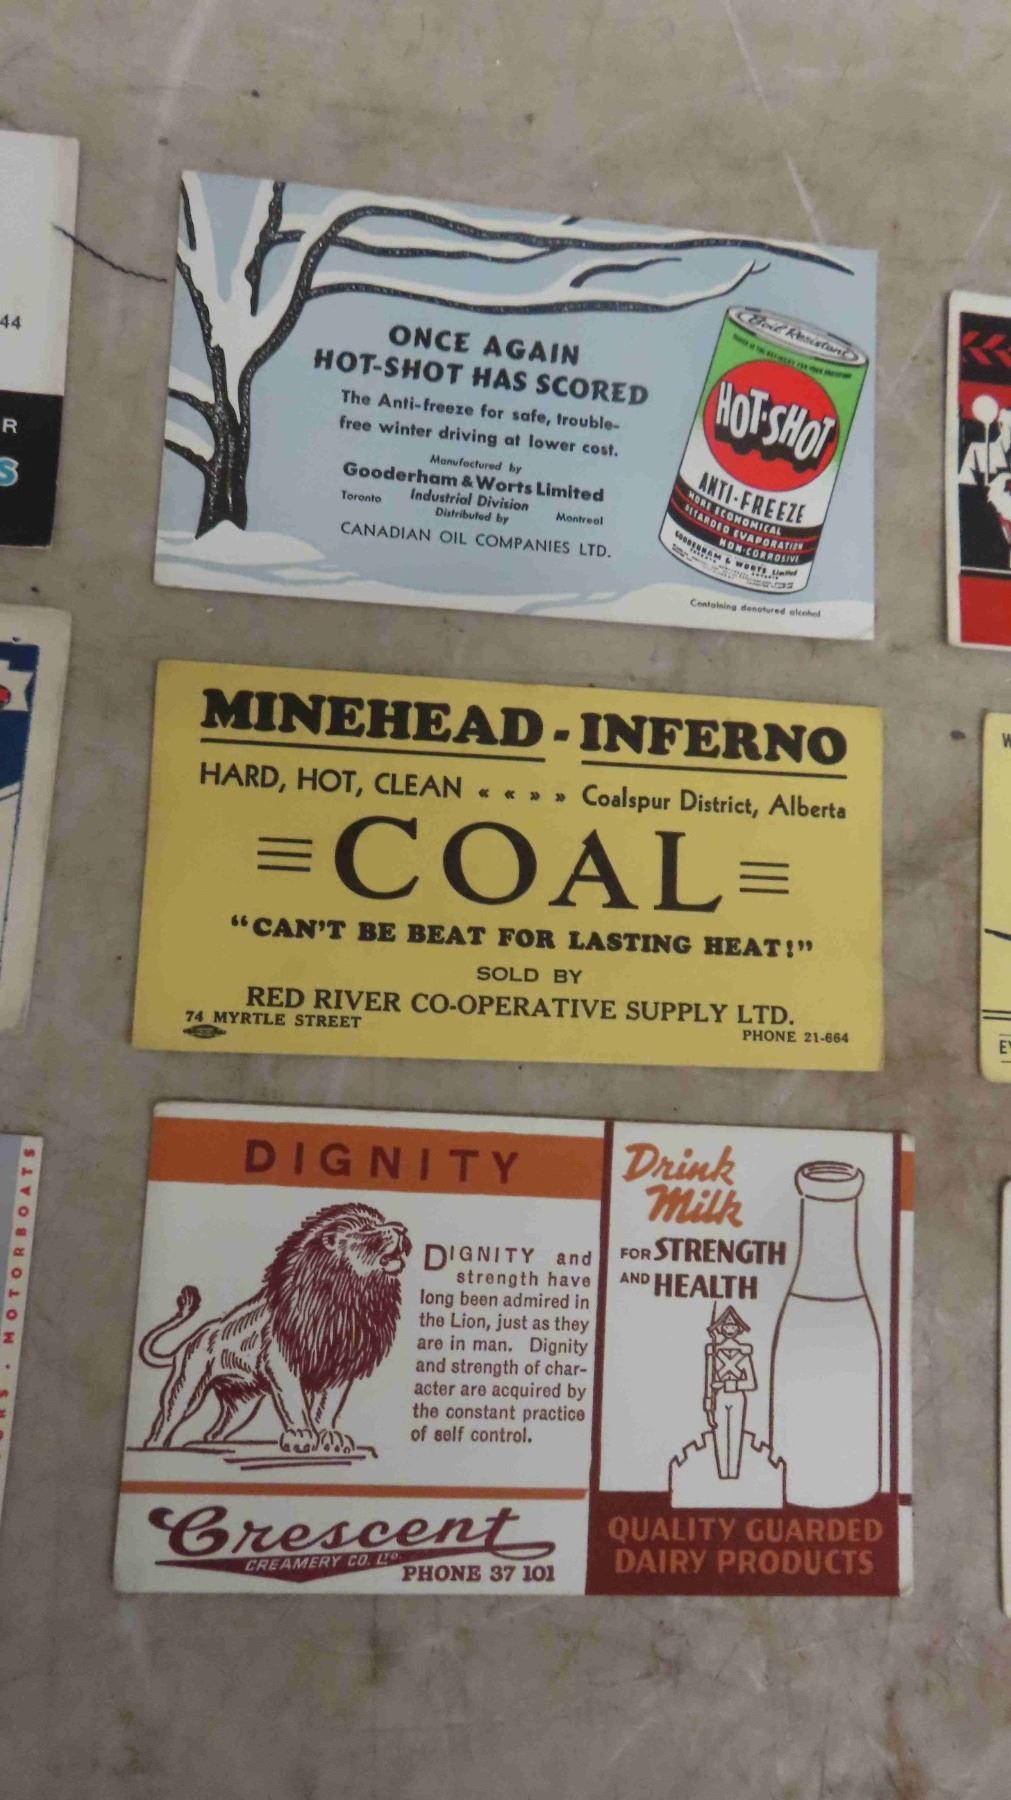 44
R
S
ONCE AGAIN
HOT-SHOT HAS SCORED
The Anti-freeze for safe, trouble-
free winter driving at lower cost.
Manufactured by
Gooderham & Worts Limited
Toronto Industrial Division Montreal
Distributed by
CANADIAN OIL COMPANIES LTD.
Boil Resistant
HOT-SHOT
ANTI-FREEZE
MORE ECONOMICAL
RETARDED EVAPORATION
NON-CORROSIVE
GOODERHAM & WORTS Limited
Containing denatured alcohol
MINEHEAD - INFERNO
HARD, HOT, CLEAN « « » » Coalspur District, Alberta
COAL
"CAN'T BE BEAT FOR LASTING HEAT!"
SOLD BY
RED RIVER CO-OPERATIVE SUPPLY LTD.
74 MYRTLE STREET
PHONE 21-664
W
EY
MOTORBOATS
DIGNITY
DIGNITY and
strength have
long been admired in
the Lion, just as they
are in man. Dignity
and strength of char-
acter are acquired by
the constant practice
of self control.
Crescent
CREAMERY CO. LTD.
PHONE 37 101
Drink
Milk
FOR STRENGTH
AND HEALTH
QUALITY GUARDED
DAIRY PRODUCTS